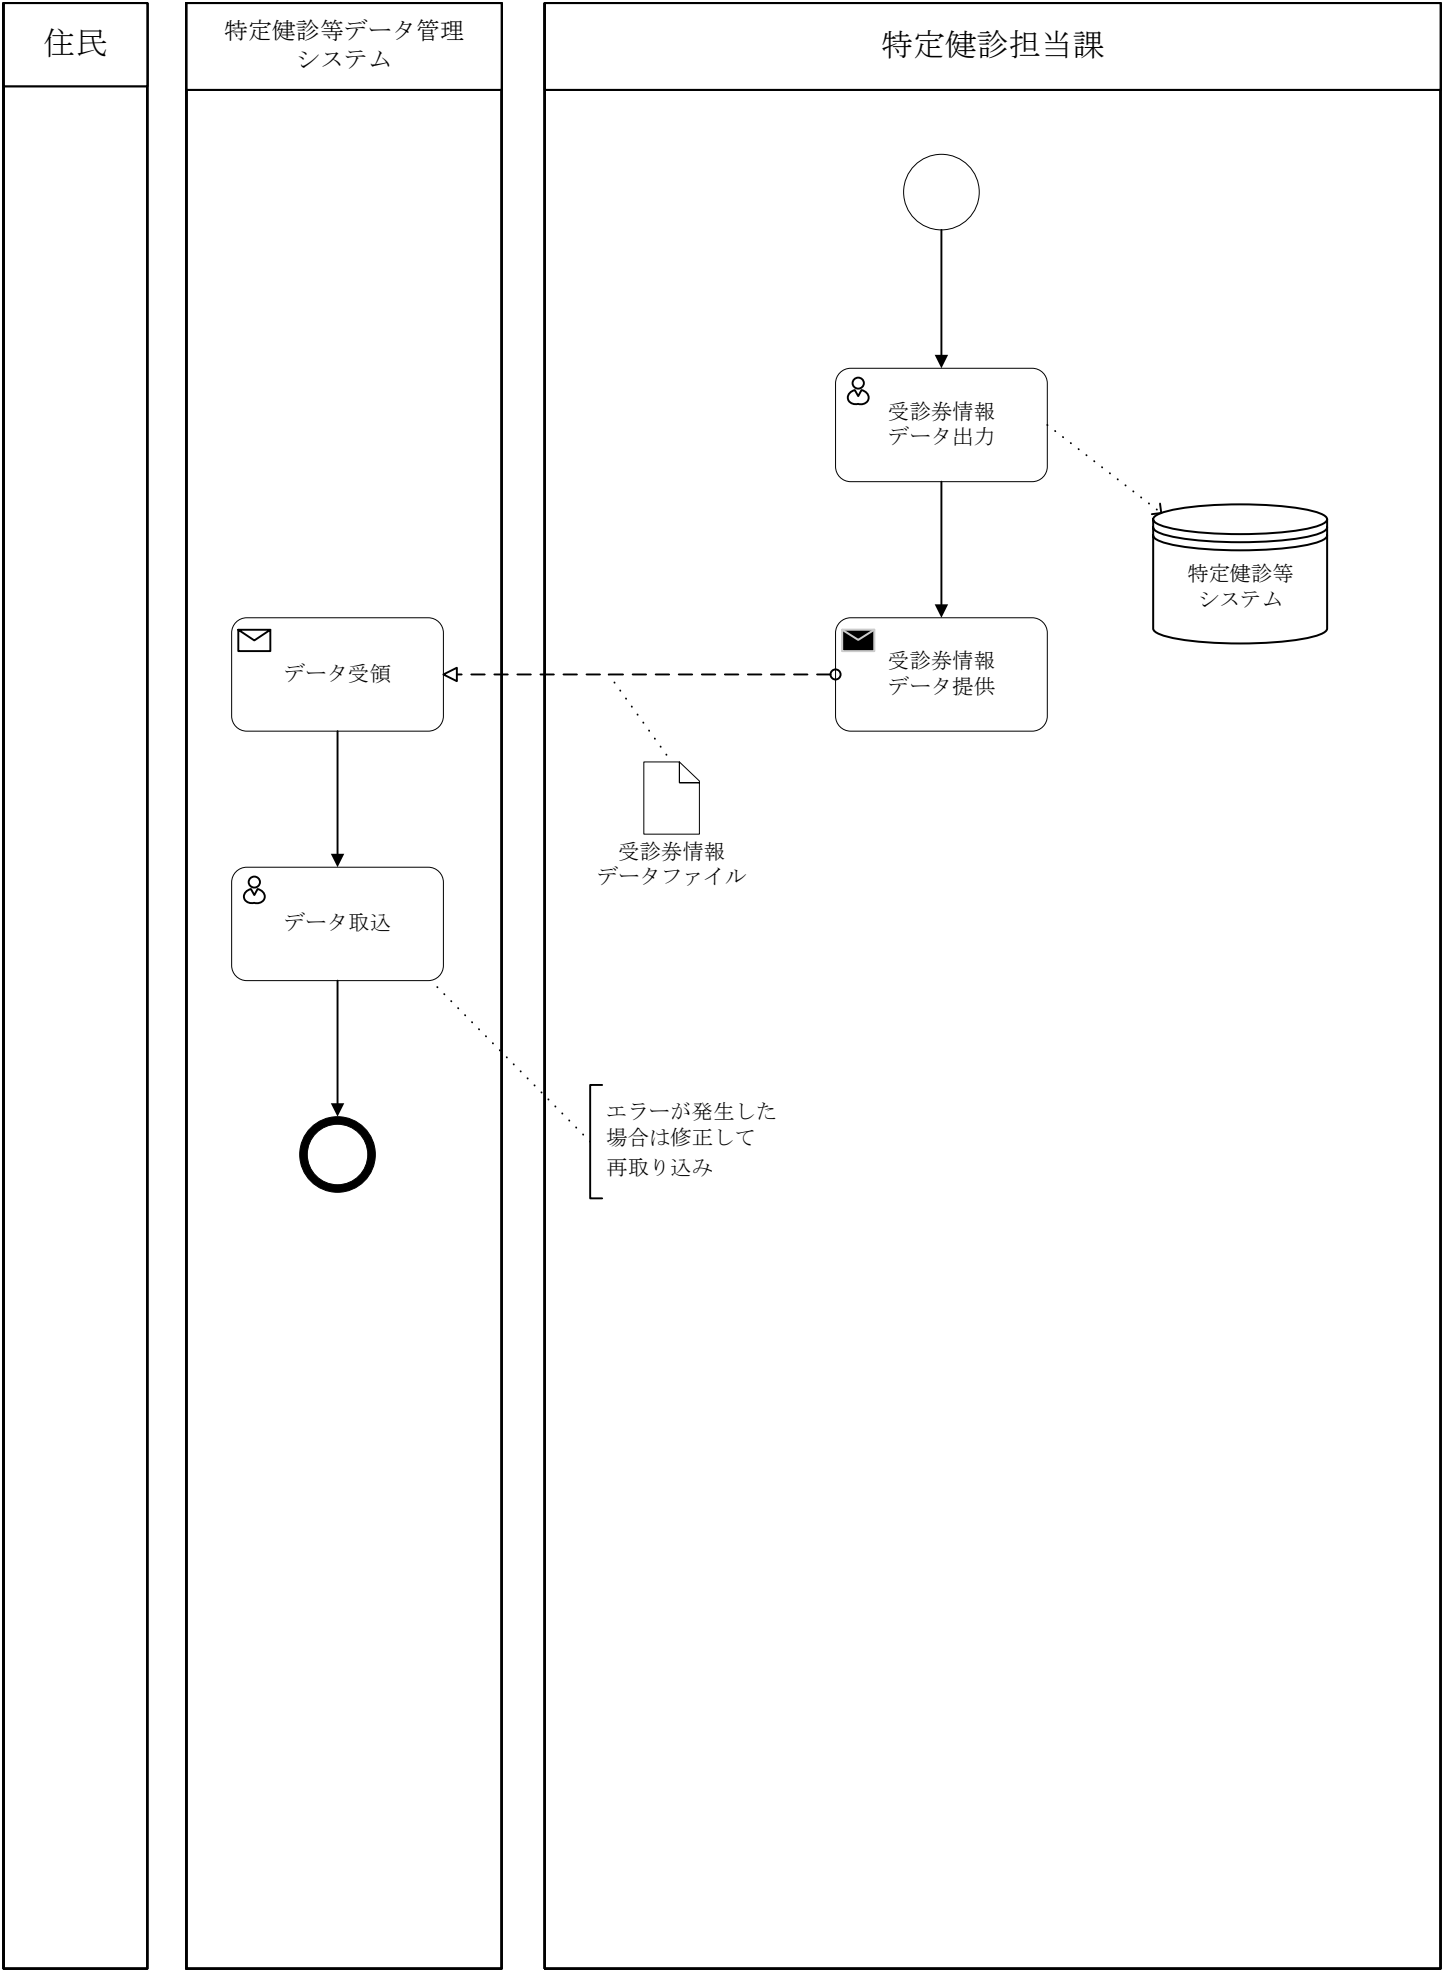 住民
特定健診等データ管理
システム
特定健診担当課
受診券情報
データ出力
特定健診等
システム
データ受領
受診券情報
データ提供
受診券情報
データファイル
データ取込
エラーが発生した
場合は修正して
再取り込み